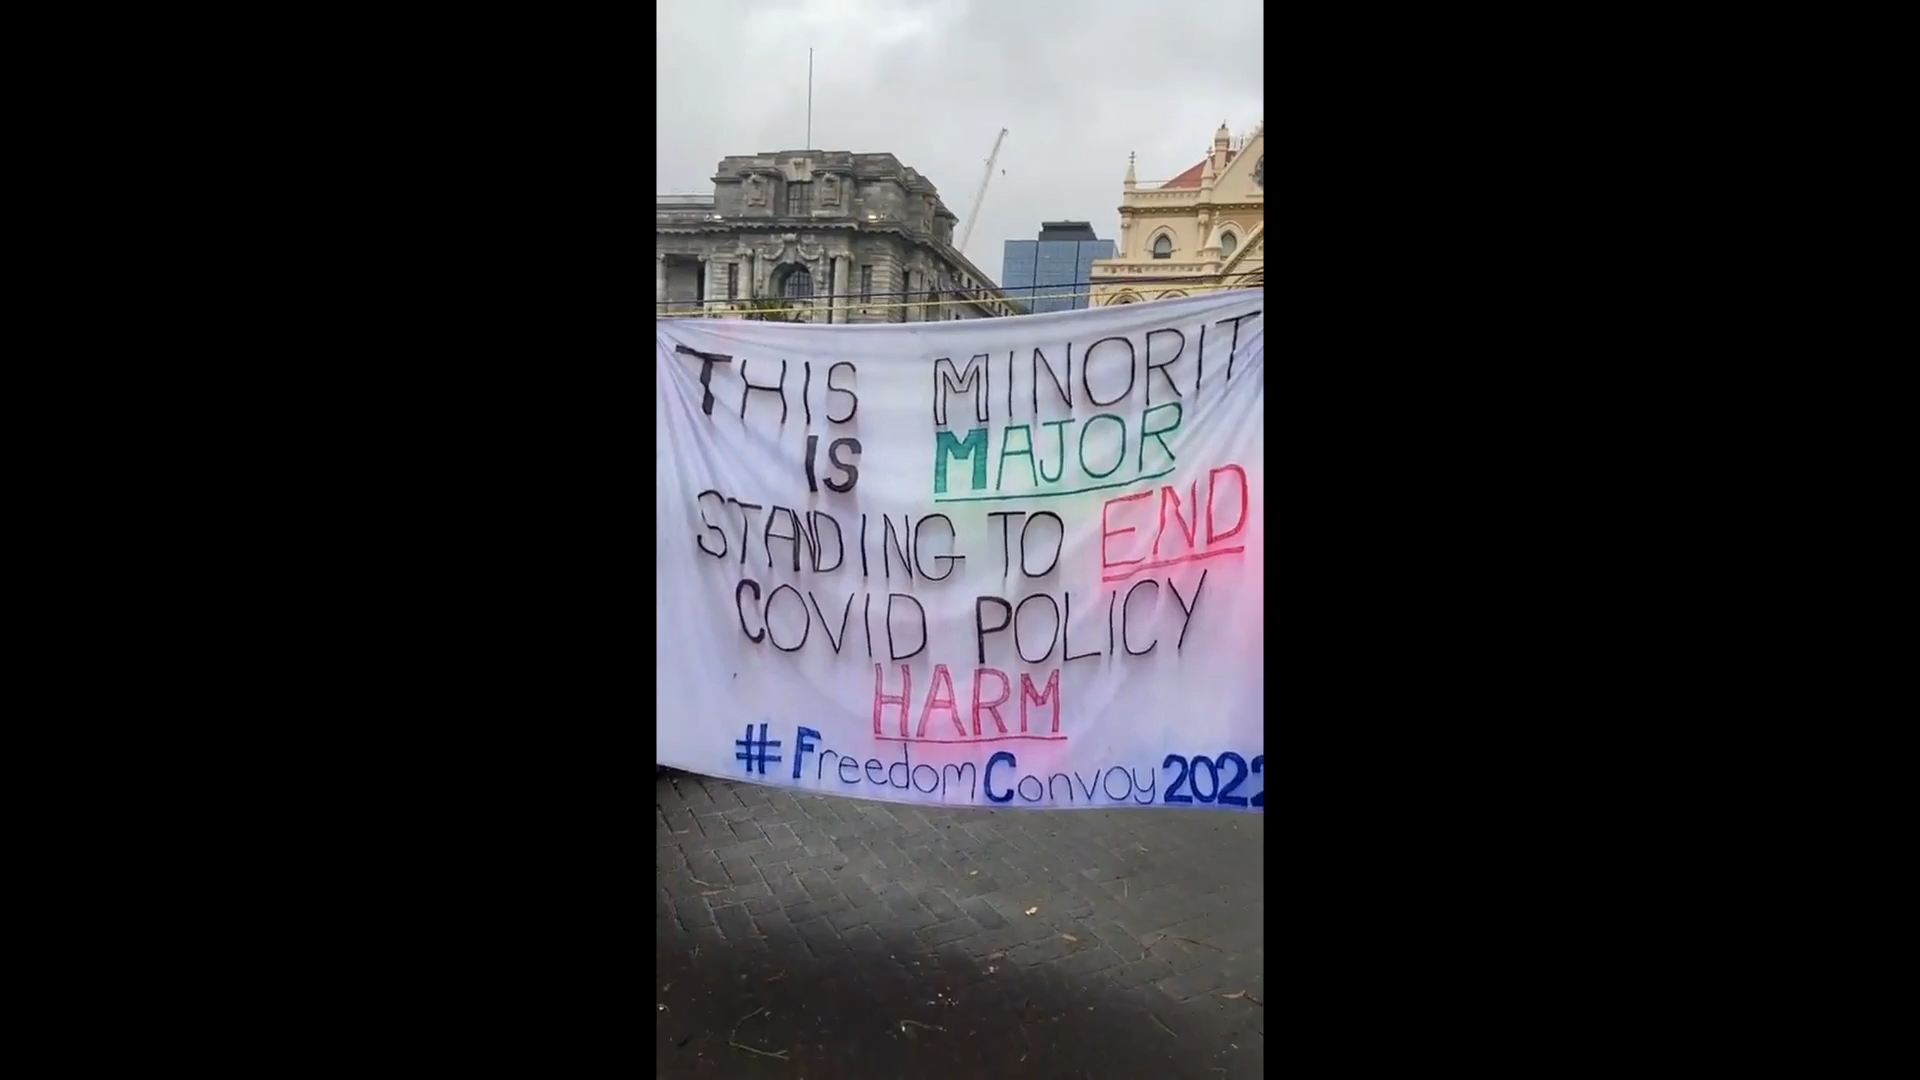 THIS MINORIT
IS MAJOR
STANDING TO END
COVID POLICY
HARM
#FreedomConvoy2022